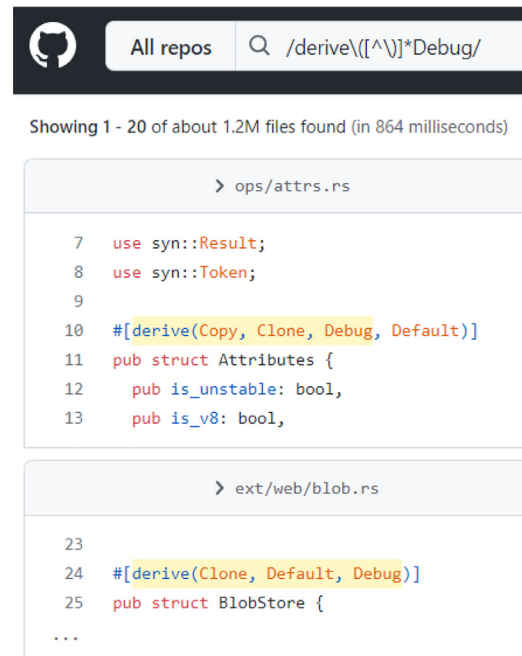 All repos /derive\([^\)]*Debug/
Showing 1 - 20 of about 1.2M files found (in 864 milliseconds)
ops/attrs.rs
7 use syn::Result;
8 use syn::Token;
9
10 #[derive(Copy, Clone, Debug, Default)]
11 pub struct Attributes {
12 pub is_unstable: bool,
13 pub is_v8: bool,
ext/web/blob.rs
23
24 #[derive(Clone, Default, Debug)]
25 pub struct BlobStore {
...